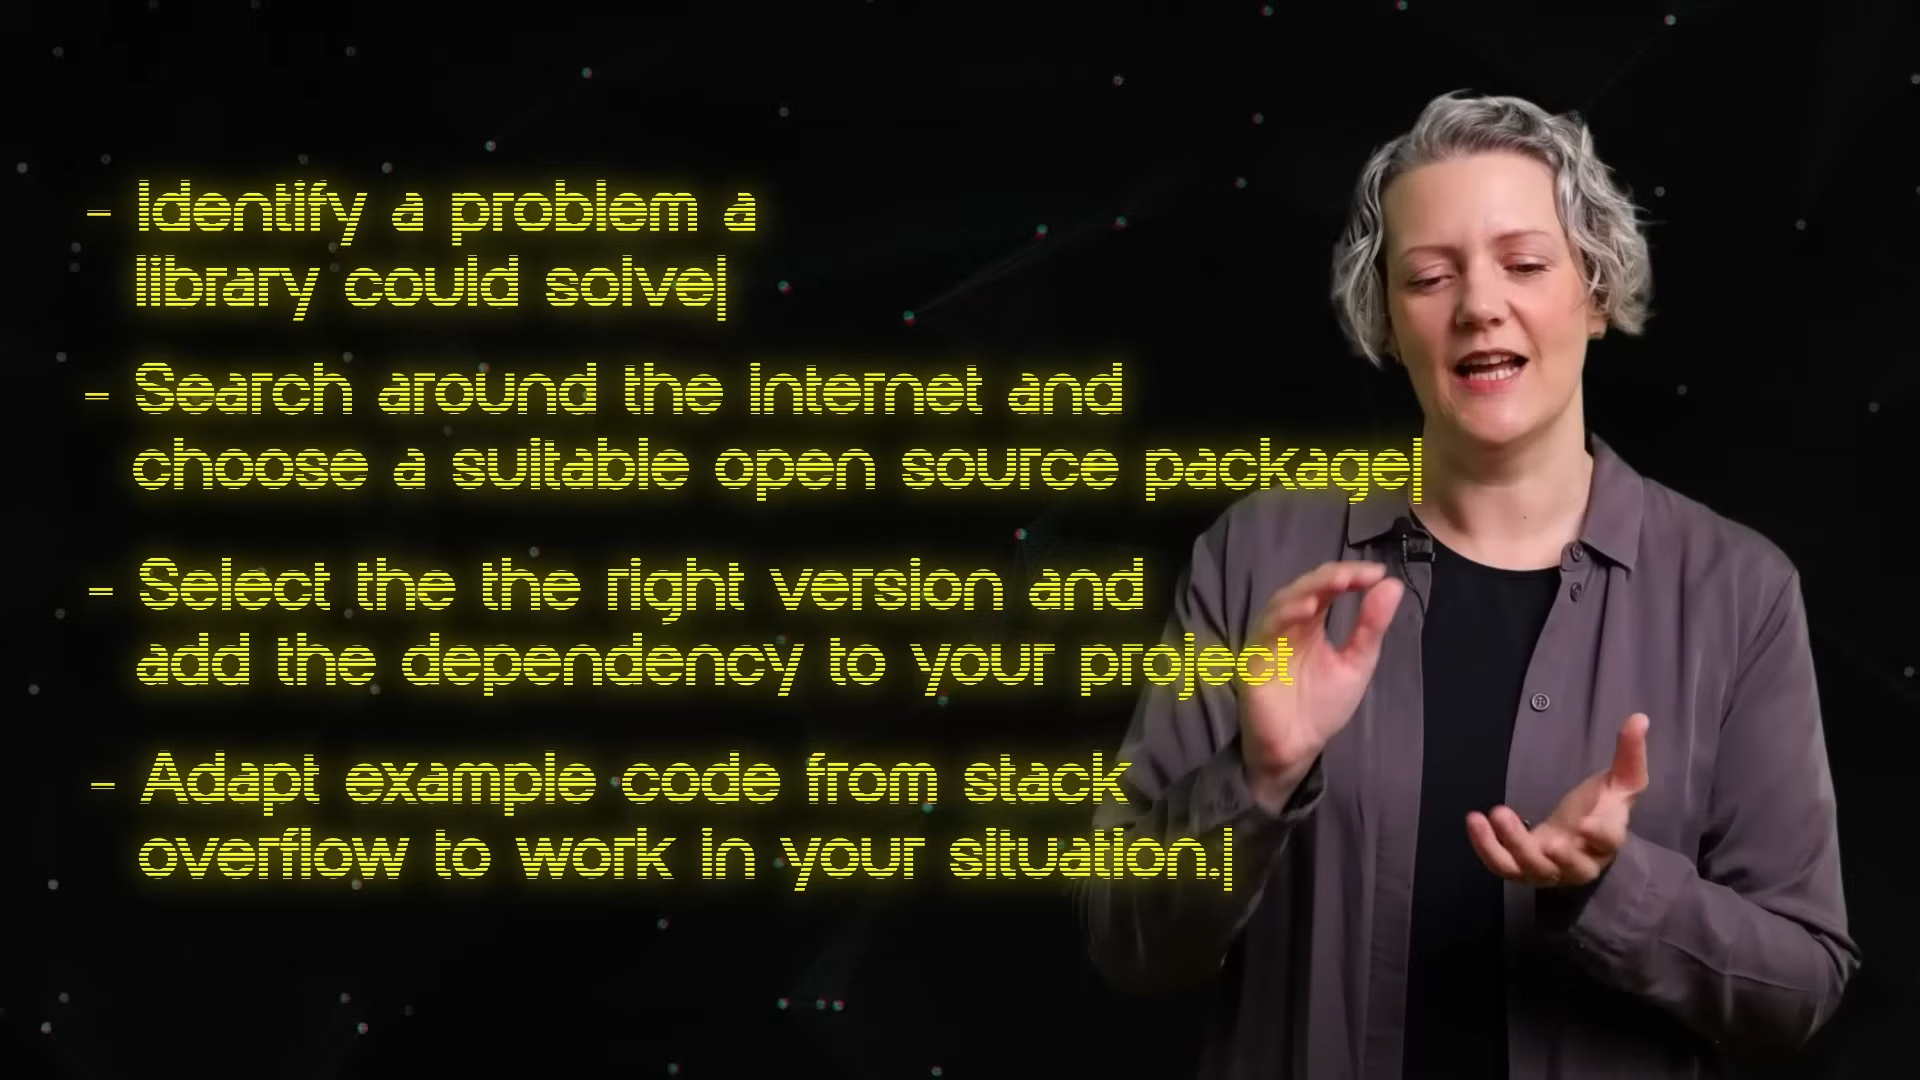 - Identify a problem a
library could solve|
- Search around the internet and
choose a suitable open source package|
- Select the the right version and
add the dependency to your project
- Adapt example code from stack
overflow to work in your situation.|